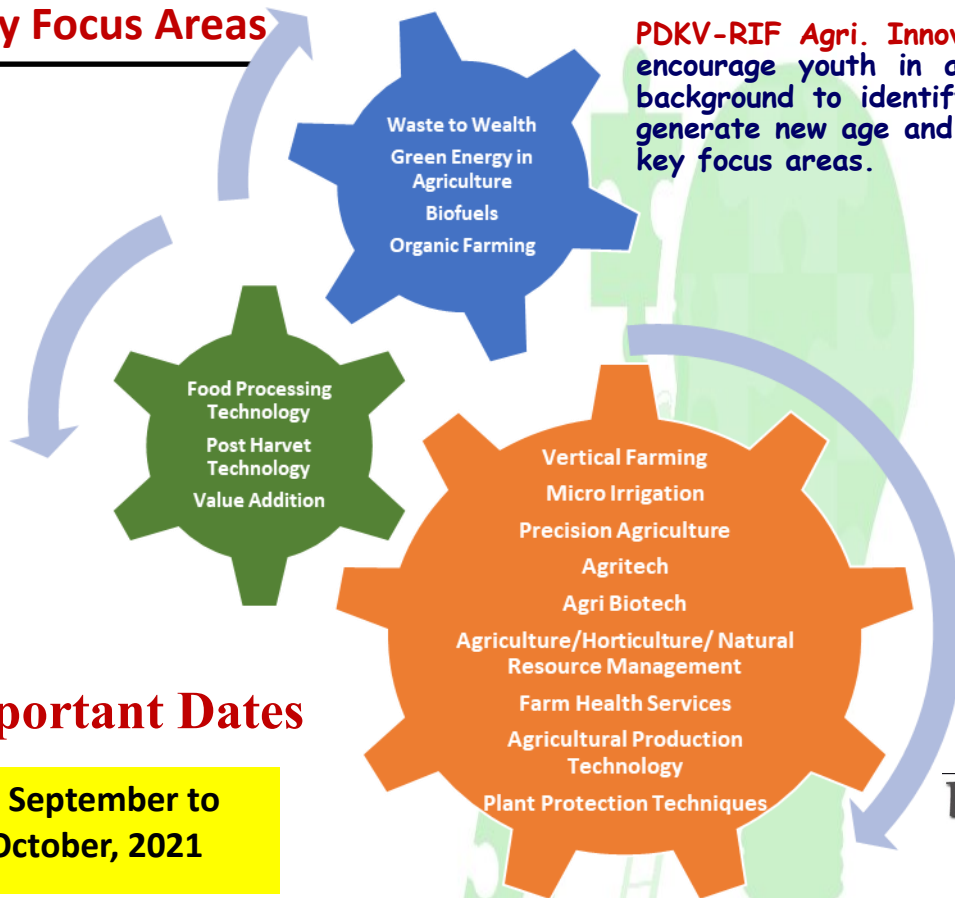 y Focus Areas
PDKV-RIF Agri. Innov
encourage youth in a
background to identif
generate new age and
key focus areas.
Waste to Wealth
Green Energy in
Agriculture
Biofuels
Organic Farming
Food Processing
Technology
Post Harvet
Technology
Value Addition
Vertical Farming
Micro Irrigation
Precision Agriculture
Agritech
Agri Biotech
Agriculture/Horticulture/ Natural
Resource Management
Farm Health Services
Agricultural Production
Technology
Plant Protection Techniques
portant Dates
September to
October, 2021